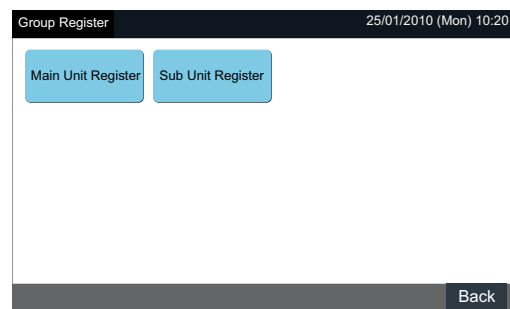 Group Register 25/01/2010 (Mon) 10:20
Main Unit Register Sub Unit Register
Back